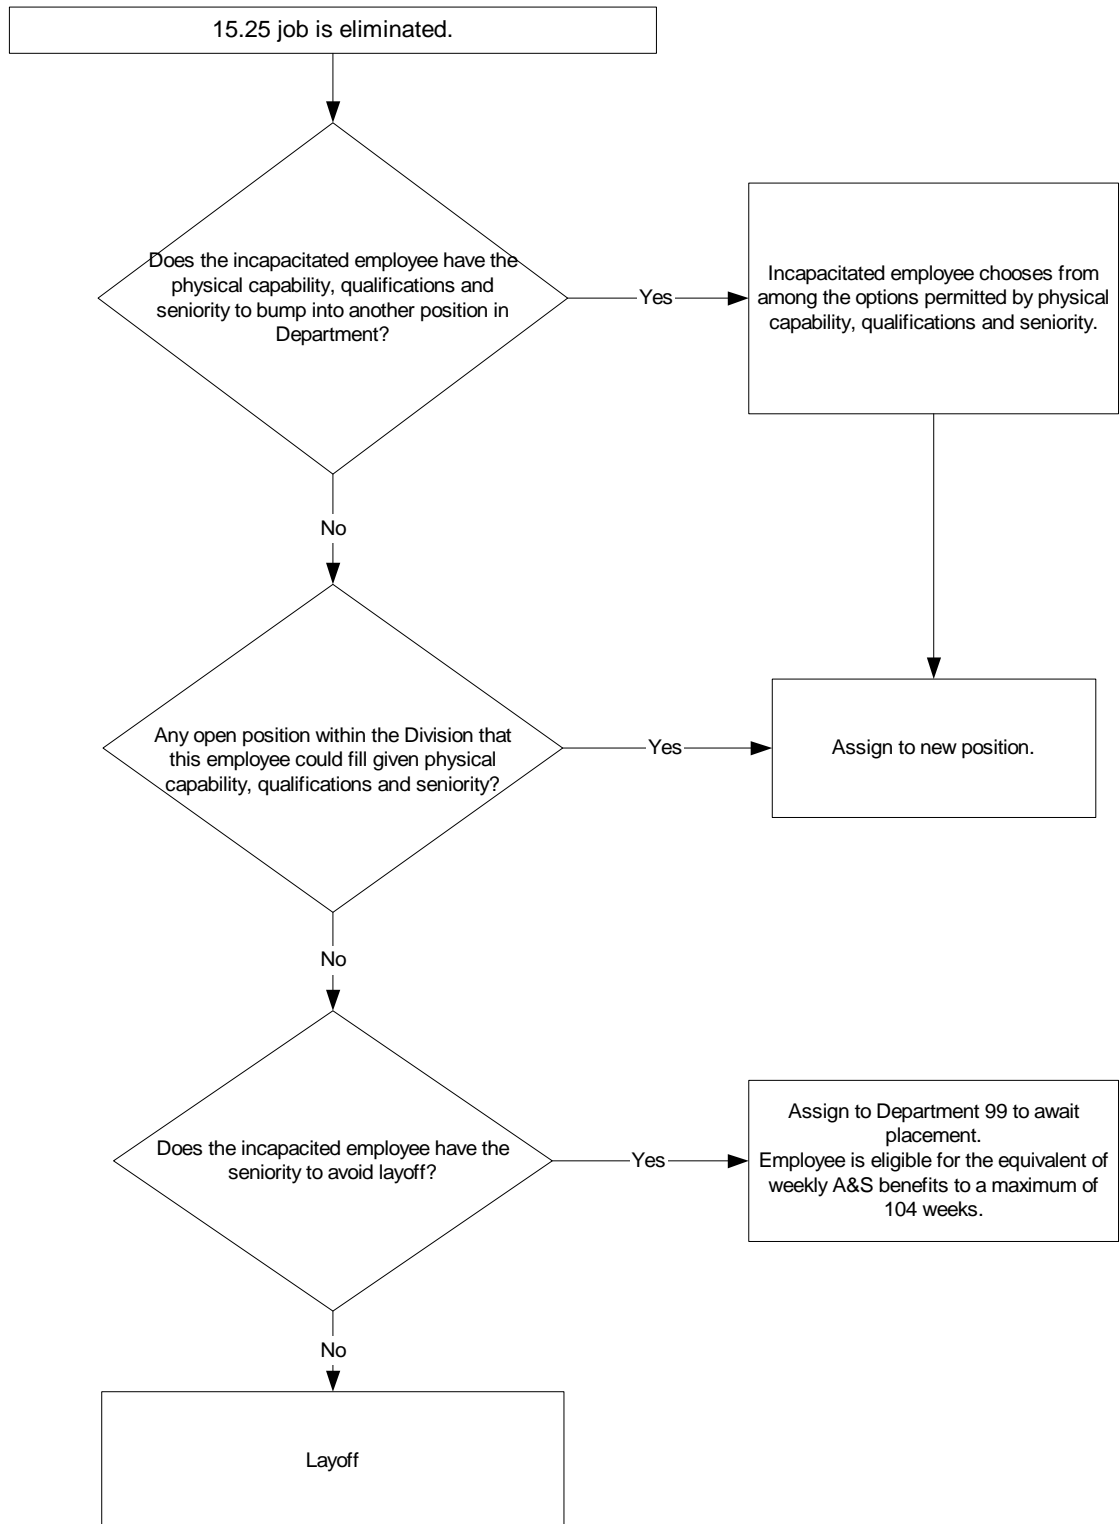 15.25 job is eliminated.
Does the incapacitated employee have the
physical capability, qualifications and
seniority to bump into another position in
Department?
Yes
Incapacitated employee chooses from
among the options permitted by physical
capability, qualifications and seniority.
No
Any open position within the Division that
this employee could fill given physical
capability, qualifications and seniority?
Yes
Assign to new position.
No
Does the incapacited employee have the
seniority to avoid layoff?
Yes
Assign to Department 99 to await
placement.
Employee is eligible for the equivalent of
weekly A&S benefits to a maximum of
104 weeks.
No
Layoff